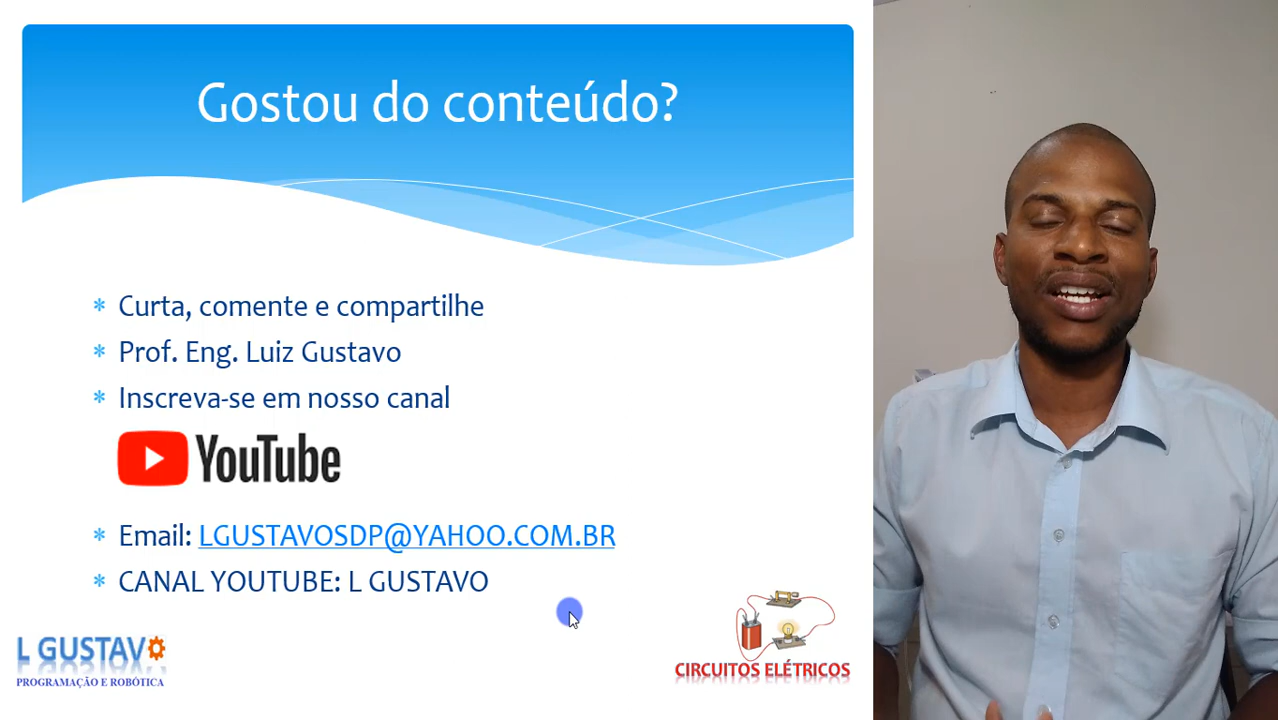 Gostou do conteúdo?
Curta, comente e compartilhe
Prof. Eng. Luiz Gustavo
Inscreva-se em nosso canal
YouTube
Email: LGUSTAVOSDP@YAHOO.COM.BR
CANAL YOUTUBE: L GUSTAVO
L GUSTAVO
PROGRAMAÇÃO E ROBÓTICA
CIRCUITOS ELÉTRICOS